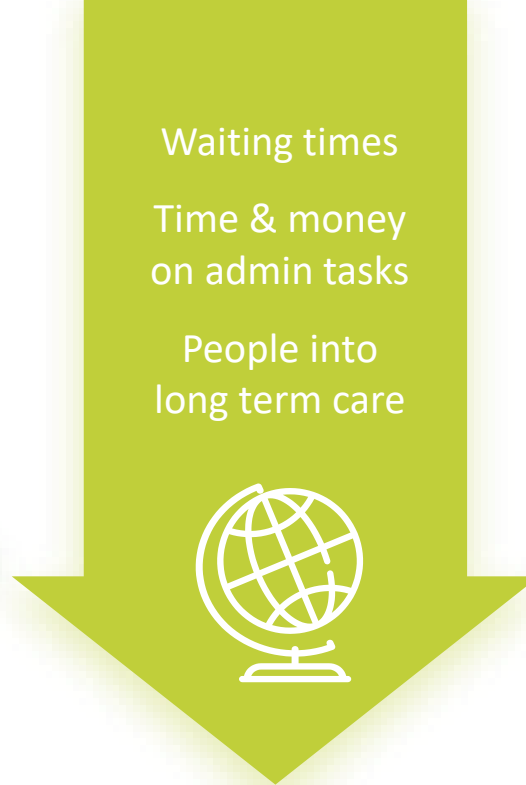 Waiting times
Time & money
on admin tasks
People into
long term care